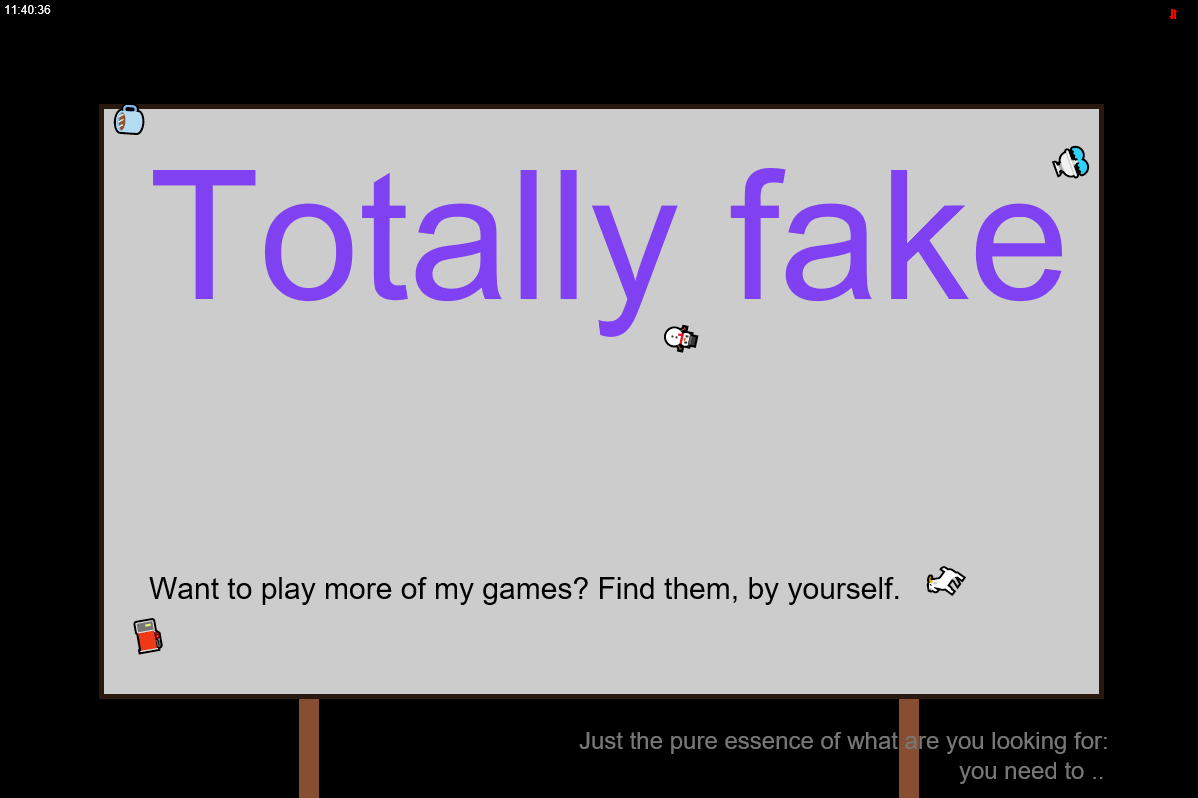 11:40:36
Totally fake
Want to play more of my games? Find them, by yourself.
Just the pure essence of what are you looking for:
you need to ..